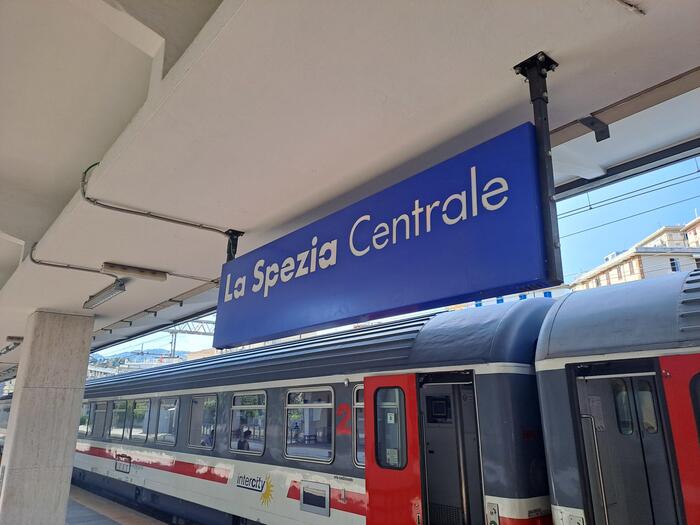 La Spezia Centrale
2
intercity